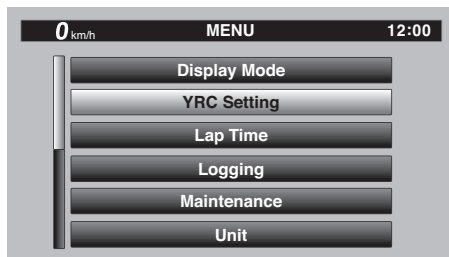 0 km/h MENU 12:00
Display Mode
YRC Setting
Lap Time
Logging
Maintenance
Unit